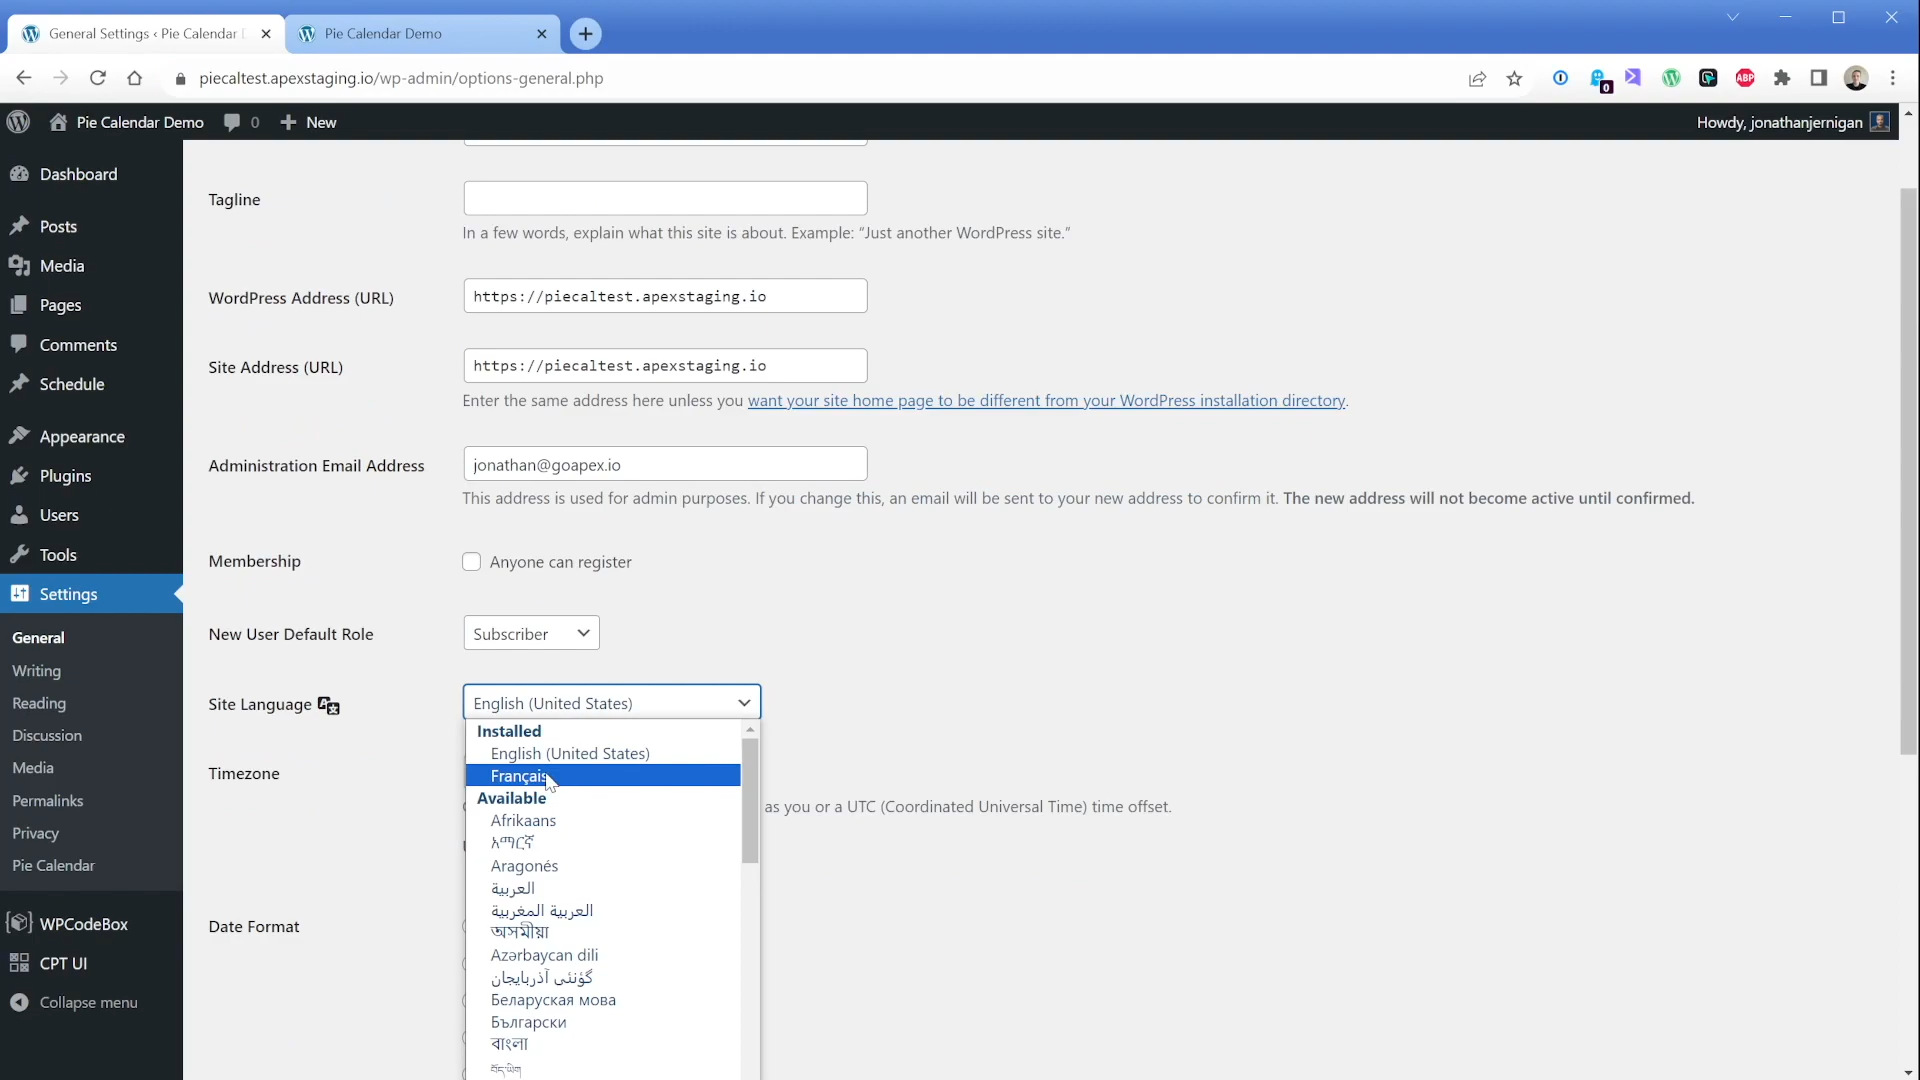 General Settings ‹ Pie Calendar
Pie Calendar Demo
piecaltest.apexstaging.io/wp-admin/options-general.php
0
ABP
Pie Calendar Demo
0
New
Howdy, jonathanjernigan
Dashboard
Posts
Media
Pages
Comments
Schedule
Appearance
Plugins
Users
Tools
Settings
General
Writing
Reading
Discussion
Media
Permalinks
Privacy
Pie Calendar
WPCodeBox
CPT UI
Collapse menu
Tagline
In a few words, explain what this site is about. Example: “Just another WordPress site.”
WordPress Address (URL)
https://piecaltest.apexstaging.io
Site Address (URL)
https://piecaltest.apexstaging.io
Enter the same address here unless you want your site home page to be different from your WordPress installation directory.
Administration Email Address
jonathan@goapex.io
This address is used for admin purposes. If you change this, an email will be sent to your new address to confirm it. The new address will not become active until confirmed.
Membership
Anyone can register
New User Default Role
Subscriber
Site Language
English (United States)
Installed
English (United States)
Français
Available
Afrikaans
አማርኛ
Aragonés
العربية
العربية المغربية
অসমীয়া
Azərbaycan dili
گؤنئی آذربایجان
Беларуская мова
Български
বাংলা
བོད་ཡིག
Timezone
as you or a UTC (Coordinated Universal Time) time offset.
Date Format